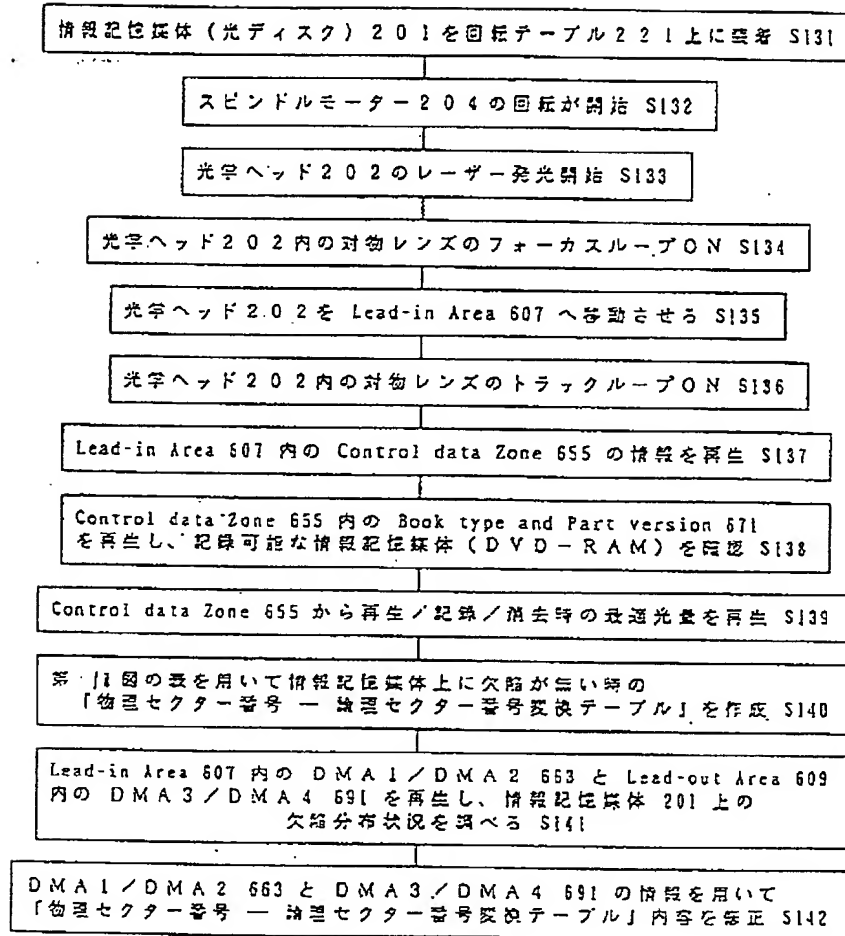 情報記憶媒体（光ディスク）201を回転テーブル221上に装着 S131
スピンドルモーター204の回転が開始 S132
光学ヘッド202のレーザー発光開始 S133
光学ヘッド202内の対物レンズのフォーカスループON S134
光学ヘッド202を Lead-in Area 607 へ移動させる S135
光学ヘッド202内の対物レンズのトラックループON S136
Lead-in Area 607 内の Control data Zone 655 の情報を再生 S137
Control data Zone 655 内の Book type and Part version 671
を再生し、記録可能な情報記憶媒体（DVD－RAM）を確認 S138
Control data Zone 655 から再生／記録／消去時の最適光量を再生 S139
第 11 図の表を用いて情報記憶媒体上に欠陥が無い時の
「物理セクター番号 ― 論理セクター番号変換テーブル」を作成 S140
Lead-in Area 607 内の DMA1／DMA2 663 と Lead-out Area 609
内の DMA3／DMA4 691 を再生し、情報記憶媒体 201 上の
欠陥分布状況を調べる S141
DMA1／DMA2 663 と DMA3／DMA4 691 の情報を用いて
「物理セクター番号 ― 論理セクター番号変換テーブル」内容を修正 S142